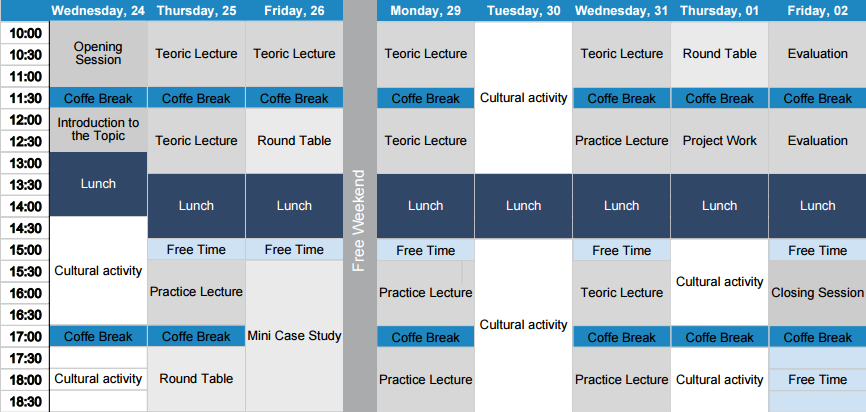 Wednesday, 24 Thursday, 25 Friday, 26 Monday, 29 Tuesday, 30 Wednesday, 31 Thursday, 01 Friday, 02
10:00
10:30 Opening Session Teoric Lecture Teoric Lecture Teoric Lecture Teoric Lecture Round Table Evaluation
11:00
11:30 Coffe Break Coffe Break Coffe Break Coffe Break Cultural activity Coffe Break Coffe Break Coffe Break
12:00 Introduction to the Topic
12:30 Teoric Lecture Round Table Teoric Lecture Practice Lecture Project Work Evaluation
13:00
13:30 Lunch
14:00 Lunch Lunch Lunch Lunch Lunch Lunch Lunch
14:30
Free Weekend
15:00 Free Time Free Time Free Time Free Time Free Time
15:30 Cultural activity Cultural activity
16:00 Practice Lecture Practice Lecture Teoric Lecture Closing Session
16:30 Cultural activity
17:00 Coffe Break Coffe Break Mini Case Study Coffe Break Coffe Break Coffe Break Coffe Break
17:30
18:00 Cultural activity Round Table Practice Lecture Practice Lecture Cultural activity Free Time
18:30